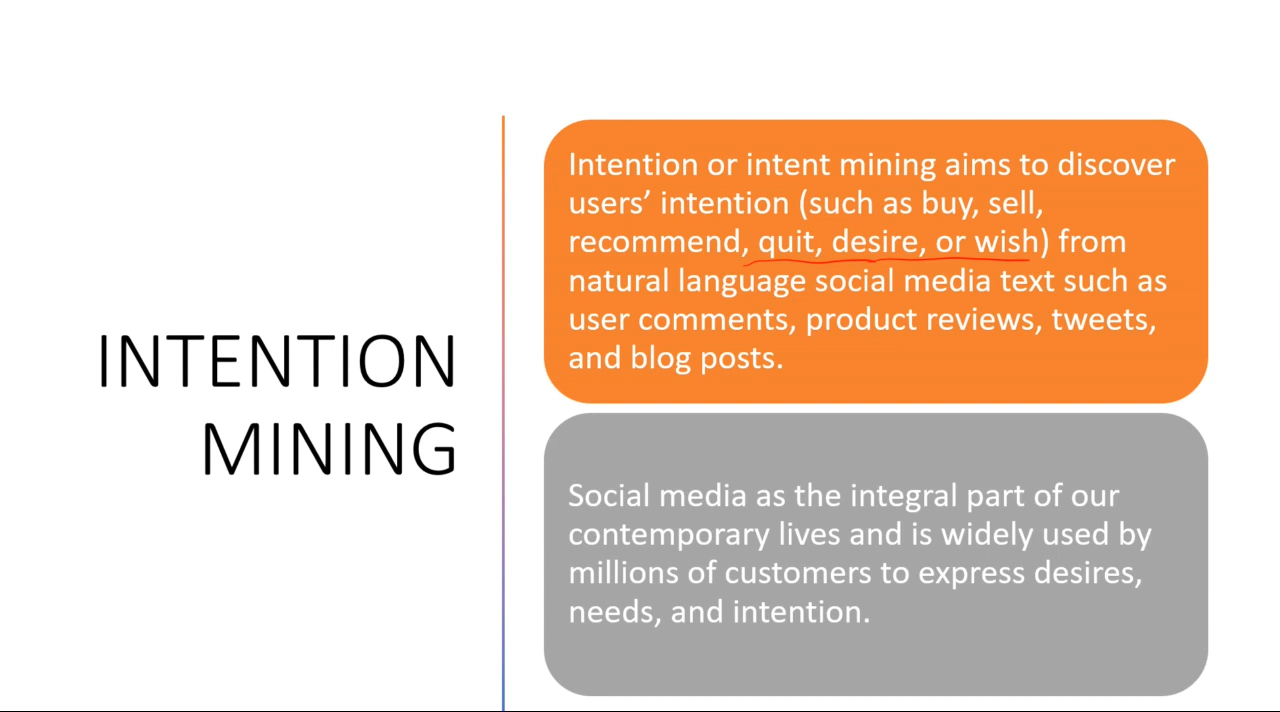 INTENTION
MINING
Intention or intent mining aims to discover
users’ intention (such as buy, sell,
recommend, quit, desire, or wish) from
natural language social media text such as
user comments, product reviews, tweets,
and blog posts.
Social media as the integral part of our
contemporary lives and is widely used by
millions of customers to express desires,
needs, and intention.